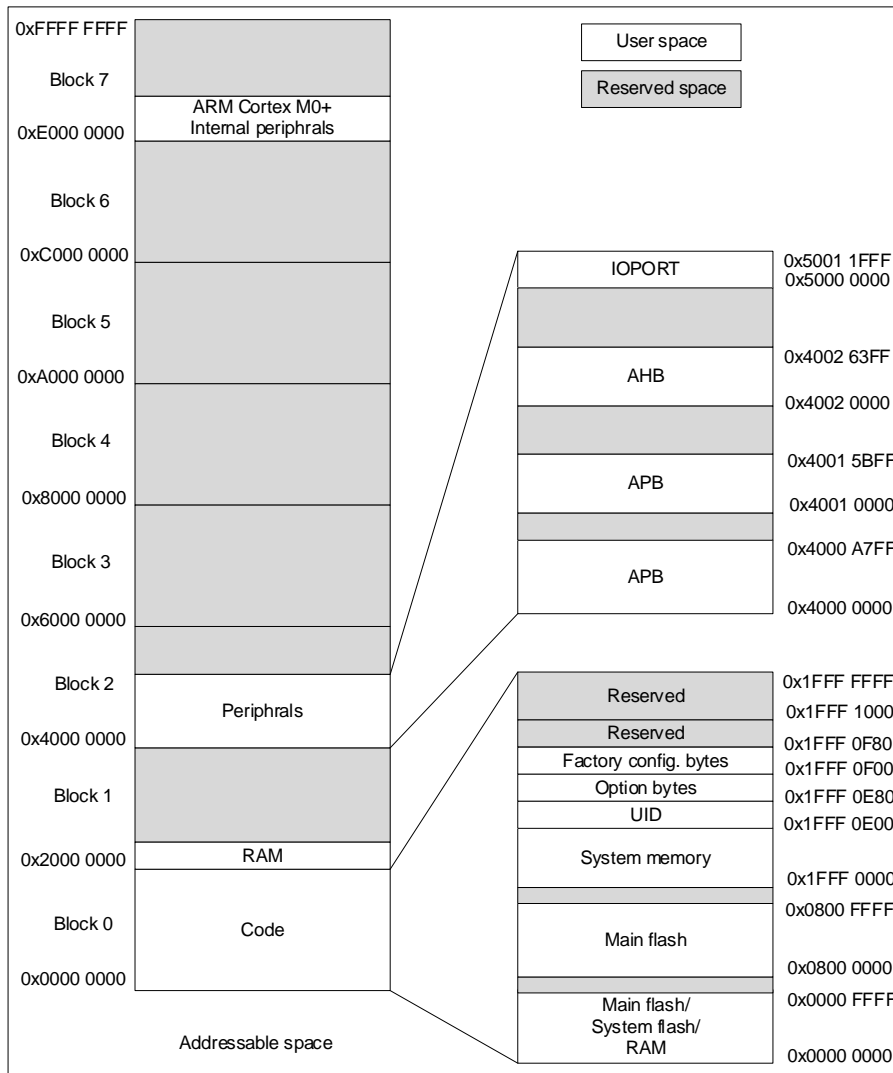 0xFFFF FFFF
Block 7
ARM Cortex M0+
Internal periphrals
0xE000 0000
Block 6
0xC000 0000
Block 5
0xA000 0000
Block 4
0x8000 0000
Block 3
0x6000 0000
Block 2
Periphrals
0x4000 0000
Block 1
0x2000 0000
RAM
Block 0
Code
0x0000 0000
Addressable space
User space
Reserved space
IOPORT
0x5001 1FFF
0x5000 0000
0x4002 63FF
AHB
0x4002 0000
0x4001 5BFF
APB
0x4001 0000
0x4000 A7FF
APB
0x4000 0000
0x1FFF FFFF
Reserved
0x1FFF 1000
Reserved
0x1FFF 0F80
Factory config. bytes
0x1FFF 0F00
Option bytes
0x1FFF 0E80
UID
0x1FFF 0E00
System memory
0x1FFF 0000
0x0800 FFFF
Main flash
0x0800 0000
0x0000 FFFF
Main flash/
System flash/
RAM
0x0000 0000